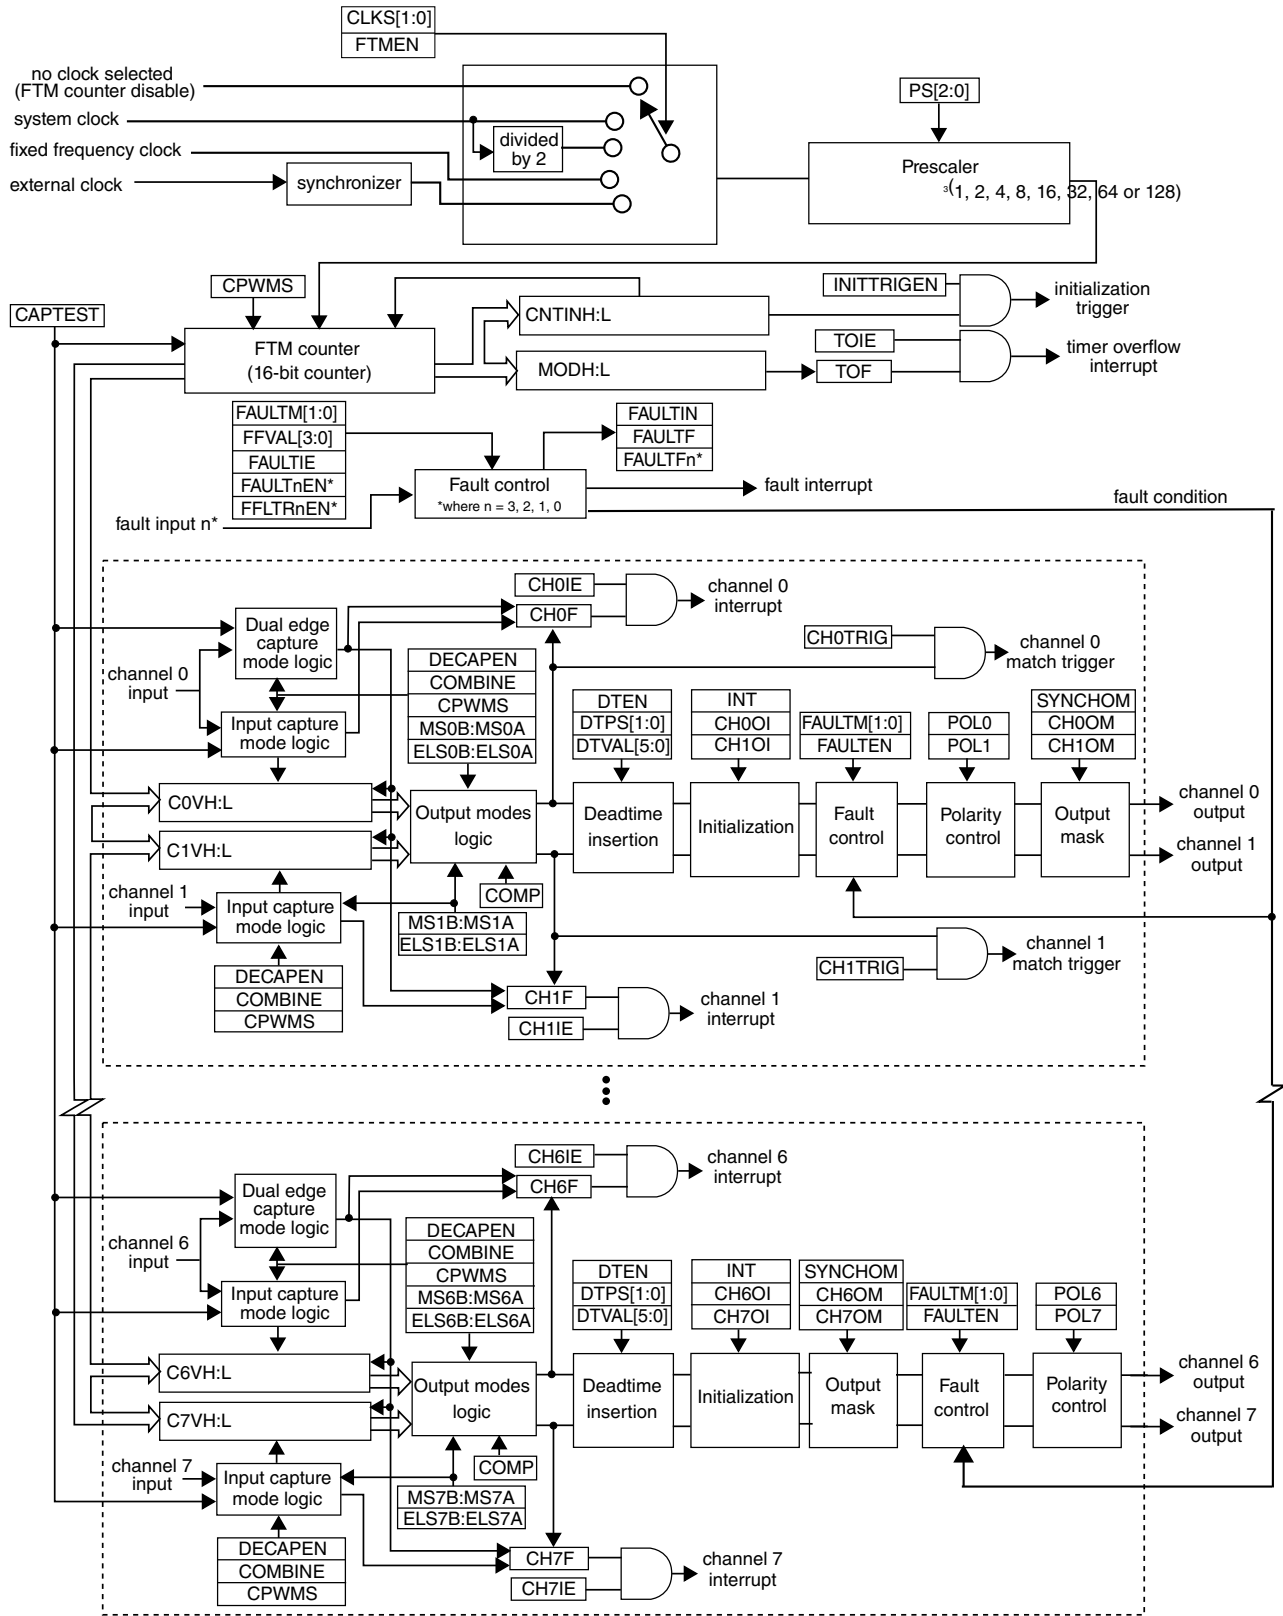 CLKS[1:0]
FTMEN
no clock selected
(FTM counter disable)
system clock
fixed frequency clock
external clock
divided
by 2
synchronizer
PS[2:0]
Prescaler
3(1, 2, 4, 8, 16, 32, 64 or 128)
CPWMS
CAPTEST
FTM counter
(16-bit counter)
CNTINH:L
MODH:L
INITTRIGEN
initialization
trigger
TOIE
TOF
timer overflow
interrupt
FAULTM[1:0]
FFVAL[3:0]
FAULTIE
FAULTnEN*
FFLTRnEN*
fault input n*
Fault control
*where n = 3, 2, 1, 0
FAULTIN
FAULTF
FAULTFn*
fault interrupt
fault condition
CH0IE
CH0F
channel 0
interrupt
Dual edge
capture
mode logic
channel 0
input
Input capture
mode logic
DECAPEN
COMBINE
CPWMS
MS0B:MS0A
ELS0B:ELS0A
CH0TRIG
channel 0
match trigger
DTEN
DTPS[1:0]
DTVAL[5:0]
INT
CH0OI
CH1OI
FAULTM[1:0]
FAULTEN
POL0
POL1
SYNCHOM
CH0OM
CH1OM
C0VH:L
C1VH:L
Output modes
logic
Deadtime
insertion
Initialization
Fault
control
Polarity
control
Output
mask
channel 0
output
channel 1
output
channel 1
input
Input capture
mode logic
COMP
MS1B:MS1A
ELS1B:ELS1A
DECAPEN
COMBINE
CPWMS
CH1TRIG
channel 1
match trigger
CH1F
CH1IE
channel 1
interrupt
CH6IE
CH6F
channel 6
interrupt
Dual edge
capture
mode logic
channel 6
input
Input capture
mode logic
DECAPEN
COMBINE
CPWMS
MS6B:MS6A
ELS6B:ELS6A
DTEN
DTPS[1:0]
DTVAL[5:0]
INT
CH6OI
CH7OI
SYNCHOM
CH6OM
CH7OM
FAULTM[1:0]
FAULTEN
POL6
POL7
C6VH:L
C7VH:L
Output modes
logic
Deadtime
insertion
Initialization
Output
mask
Fault
control
Polarity
control
channel 6
output
channel 7
output
channel 7
input
Input capture
mode logic
COMP
MS7B:MS7A
ELS7B:ELS7A
DECAPEN
COMBINE
CPWMS
CH7F
CH7IE
channel 7
interrupt